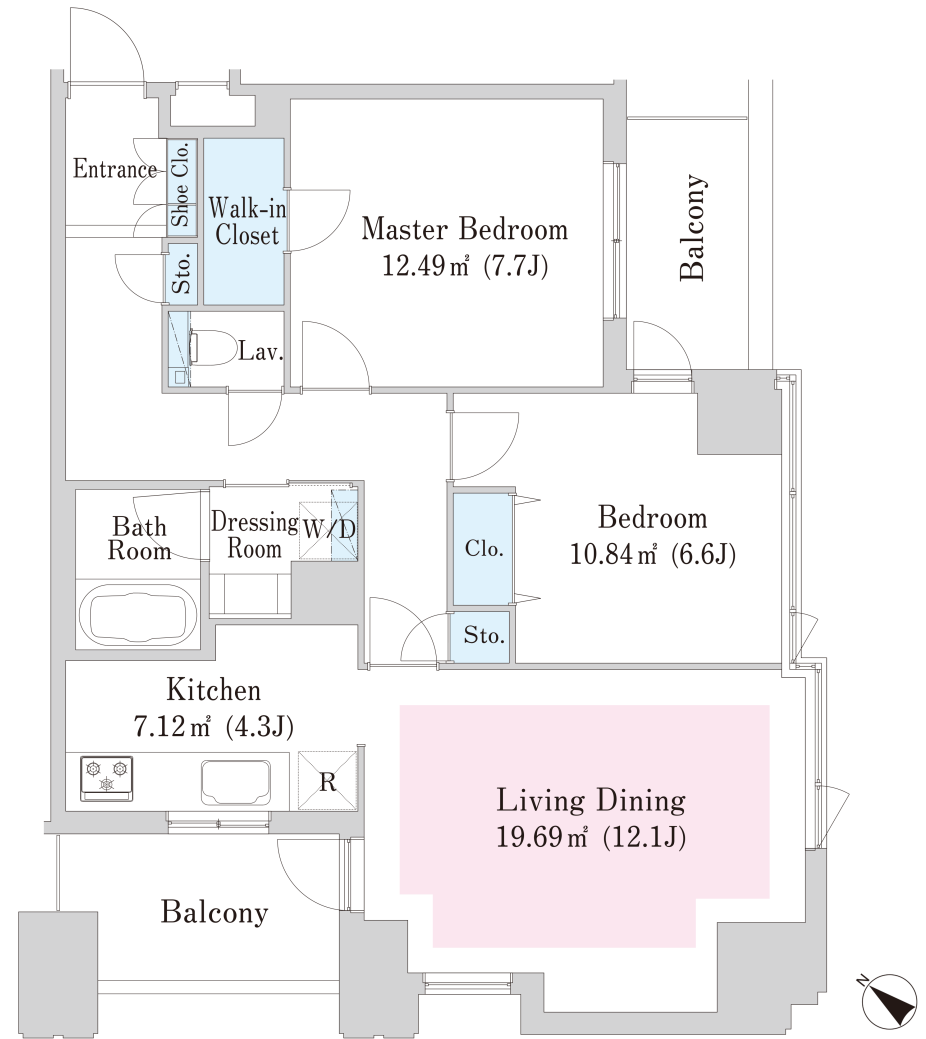 Entrance
Shoe Clo.
Walk-in
Closet
Master Bedroom
12.49㎡ (7.7J)
Balcony
Sto.
Lav.
Bath
Room
Dressing
Room
W/D
Clo.
Bedroom
10.84㎡ (6.6J)
Sto.
Kitchen
7.12㎡ (4.3J)
R
Living Dining
19.69㎡ (12.1J)
Balcony
N